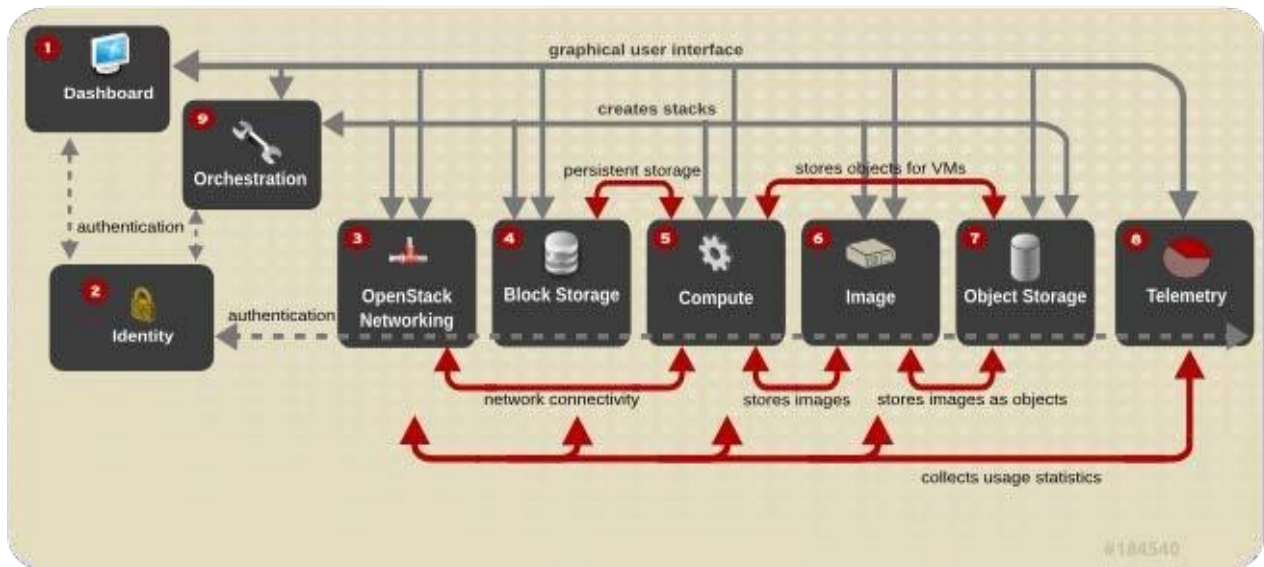 1
Dashboard
graphical user interface
9
Orchestration
creates stacks
persistent storage
stores objects for VMs
authentication
2
Identity
authentication
3
OpenStack
Networking
4
Block Storage
5
Compute
6
Image
7
Object Storage
8
Telemetry
network connectivity
stores images
stores images as objects
collects usage statistics
#184540